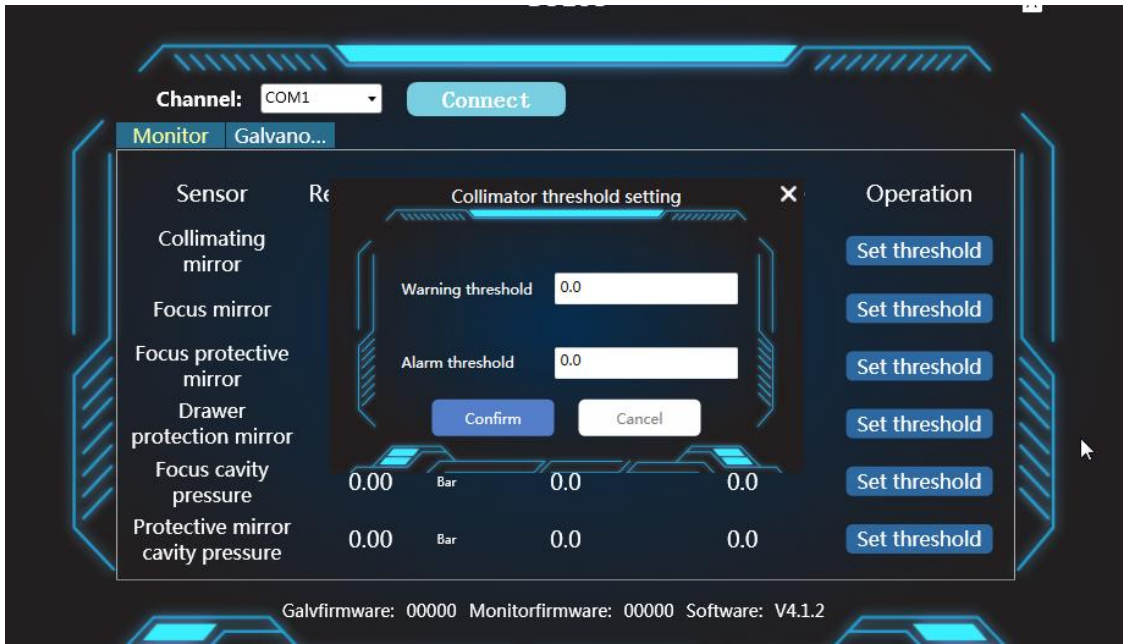 Channel: COM1 Connect
Monitor Galvano...
Sensor Re Collimator threshold setting Operation
Collimating
mirror
Set threshold
Warning threshold 0.0
Focus mirror Set threshold
Focus protective
mirror
Alarm threshold 0.0
Set threshold
Drawer
protection mirror
Confirm Cancel
Set threshold
Focus cavity
pressure
0.00 Bar 0.0 0.0 Set threshold
Protective mirror
cavity pressure
0.00 Bar 0.0 0.0 Set threshold
Galvfirmware: 00000 Monitorfirmware: 00000 Software: V4.1.2